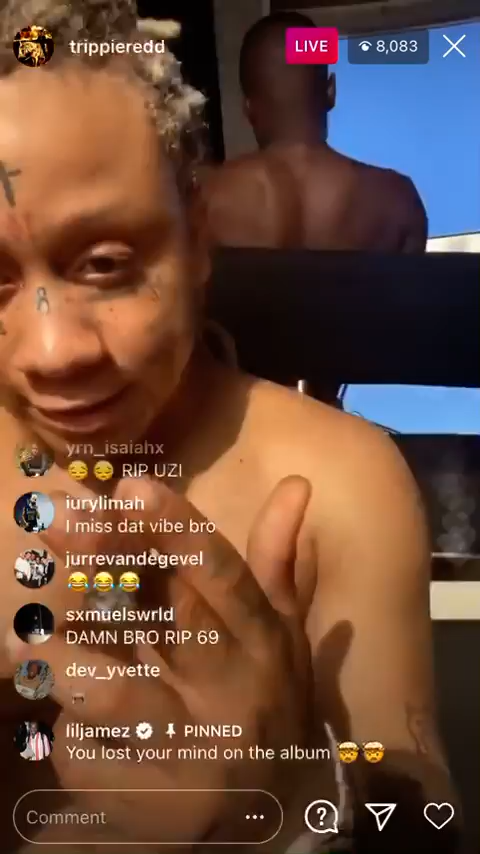 trippieredd
LIVE 8,083
yrn_isaiahx
😔😔 RIP UZI
iurylimah
I miss dat vibe bro
jurrevandegevel
😂😂😂
sxmuelswrld
DAMN BRO RIP 69
dev_yvette
liljamez PINNED
You lost your mind on the album 🤯🤯
Comment